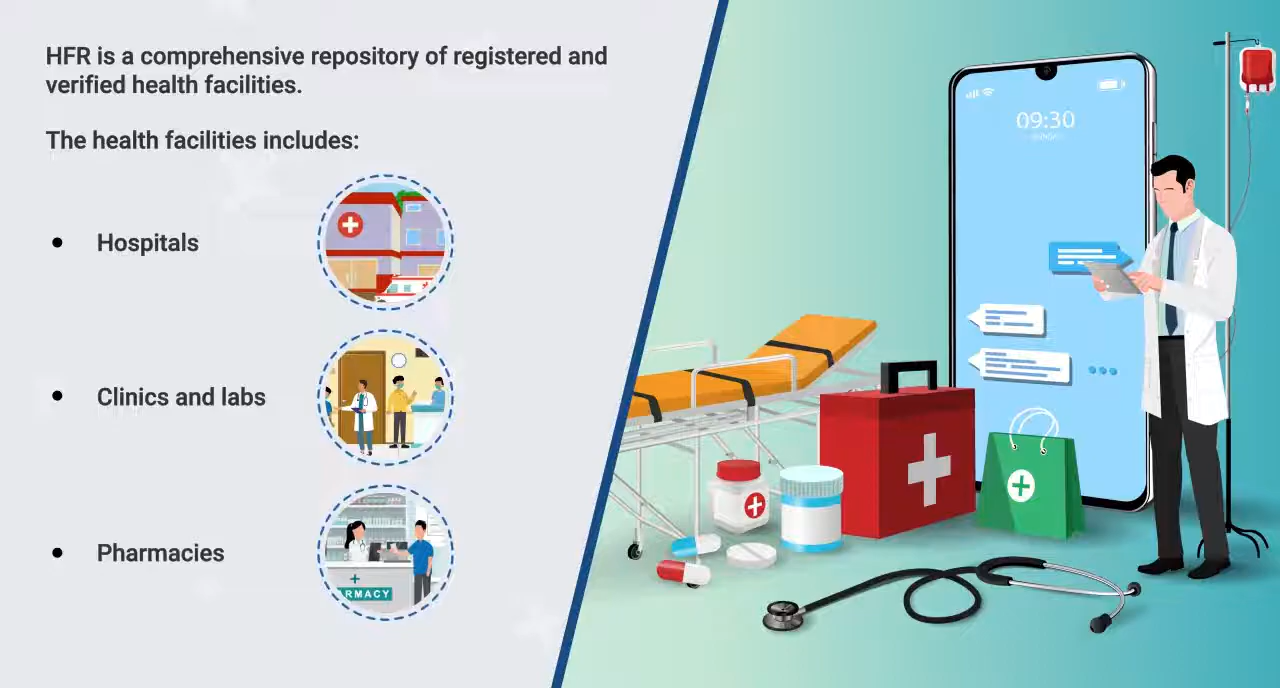 HFR is a comprehensive repository of registered and
verified health facilities.
The health facilities includes:
• Hospitals
• Clinics and labs
• Pharmacies
RMACY
09:30